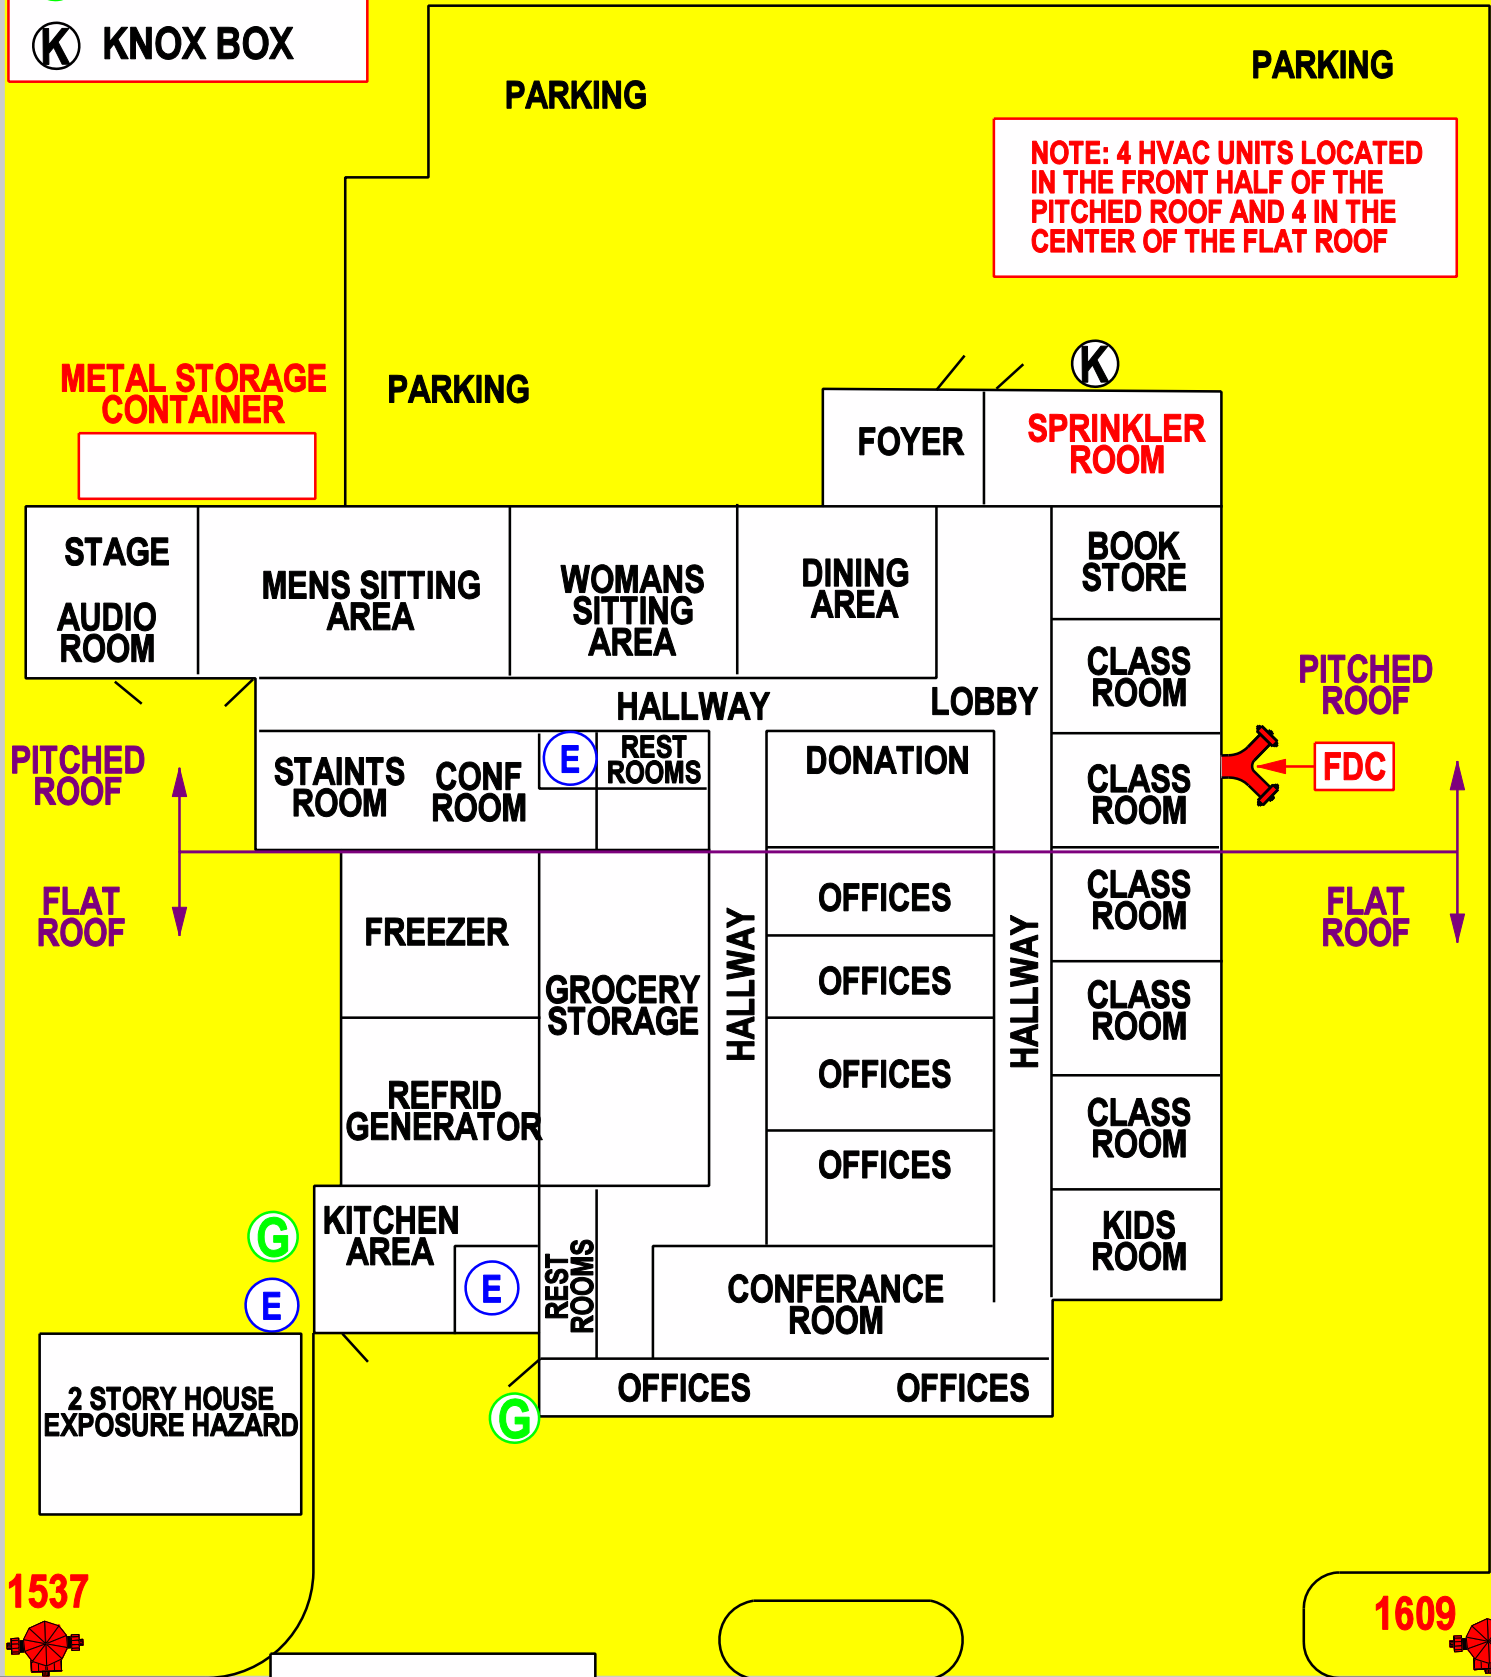 K KNOX BOX
PARKING
PARKING
NOTE: 4 HVAC UNITS LOCATED
IN THE FRONT HALF OF THE
PITCHED ROOF AND 4 IN THE
CENTER OF THE FLAT ROOF
METAL STORAGE
CONTAINER
PARKING
K
FOYER
SPRINKLER
ROOM
STAGE
AUDIO
ROOM
MENS SITTING
AREA
WOMANS
SITTING
AREA
DINING
AREA
BOOK
STORE
CLASS
ROOM
PITCHED
ROOF
HALLWAY
LOBBY
PITCHED
ROOF
STAINTS
ROOM
CONF
ROOM
E
REST
ROOMS
DONATION
CLASS
ROOM
FDC
FLAT
ROOF
FREEZER
GROCERY
STORAGE
HALLWAY
OFFICES
OFFICES
OFFICES
OFFICES
HALLWAY
CLASS
ROOM
CLASS
ROOM
CLASS
ROOM
FLAT
ROOF
REFRID
GENERATOR
G
E
KITCHEN
AREA
E
REST
ROOMS
CONFERANCE
ROOM
KIDS
ROOM
OFFICES
OFFICES
G
2 STORY HOUSE
EXPOSURE HAZARD
1537
1609